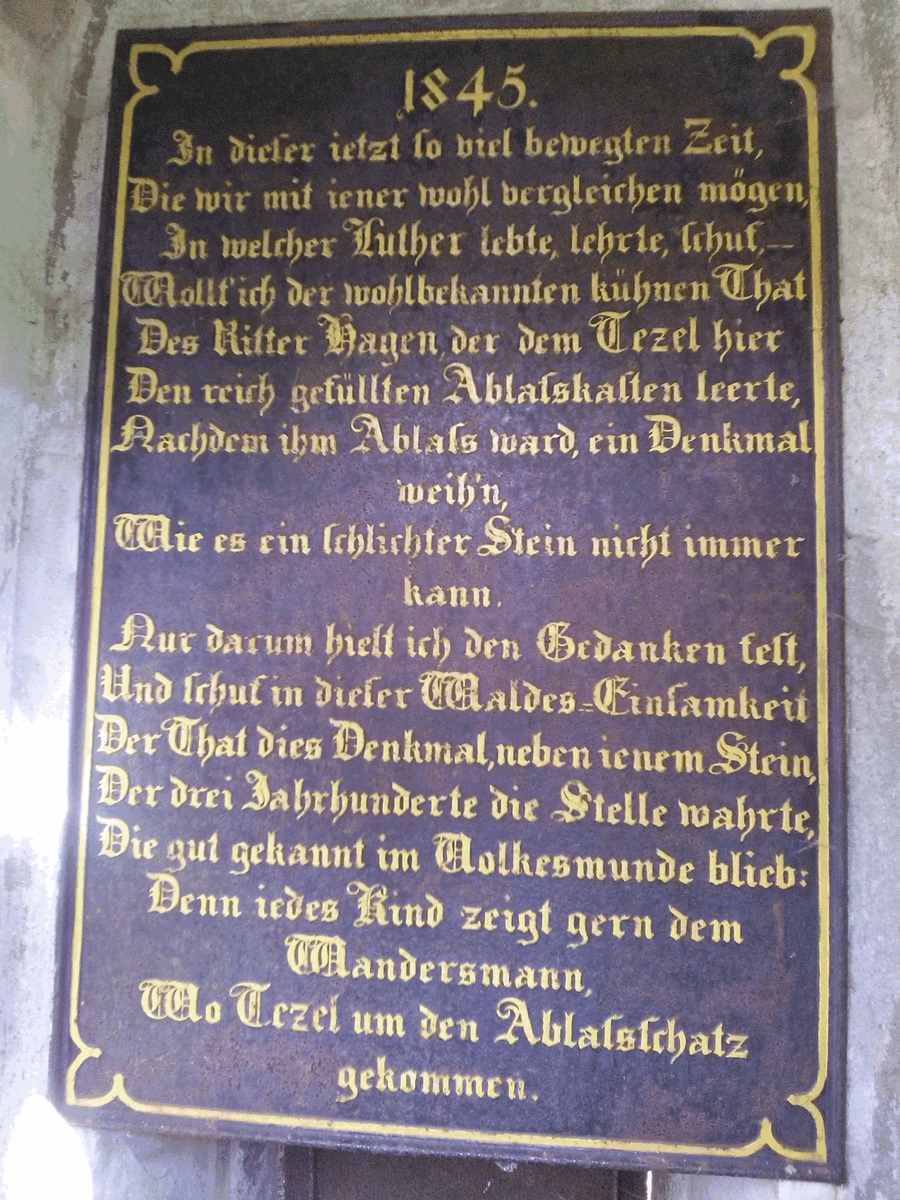 1845.
In dieſer ietzt ſo viel bewegten Zeit,
Die wir mit iener wohl vergleichen mögen,
In welcher Luther lebte, lehrte, ſchuf,—
Wollt' ich der wohlbekannten kühnen That
Des Ritter Hagen, der dem Tezel hier
Den reich gefüllten Ablaſskaſten leerte,
Nachdem ihm Ablaſs ward, ein Denkmal
weih'n,
Wie es ein ſchlichter Stein nicht immer
kann.
Nur darum hielt ich den Gedanken feſt,
Und ſchuf in dieſer Waldes=Einſamkeit
Der That dies Denkmal, neben ienem Stein,
Der drei Jahrhunderte die Stelle wahrte,
Die gut gekannt im Volkesmunde blieb:
Denn iedes Kind zeigt gern dem
Wandersmann,
Wo Tezel um den Ablaſsſchatz
gekommen.